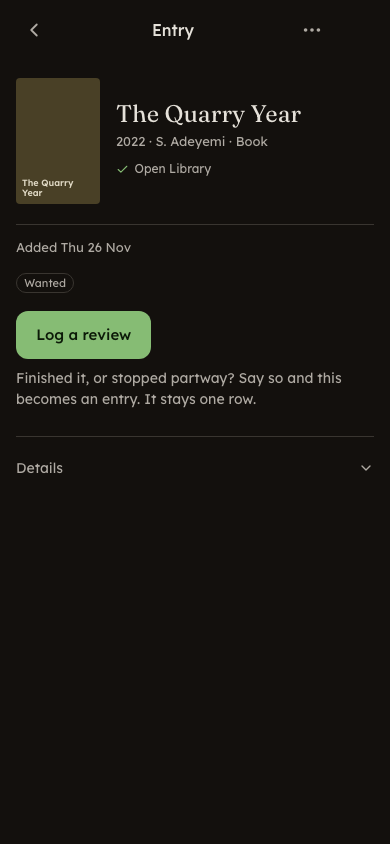 Entry
The Quarry
Year
The Quarry Year
2022 · S. Adeyemi · Book
Open Library
Added Thu 26 Nov
Wanted
Log a review
Finished it, or stopped partway? Say so and this
becomes an entry. It stays one row.
Details